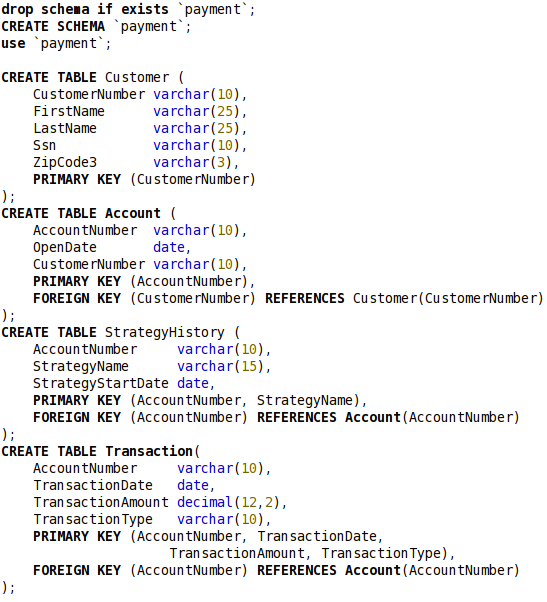 drop schema if exists `payment`;
CREATE SCHEMA `payment`;
use `payment`;

CREATE TABLE Customer (
    CustomerNumber varchar(10),
    FirstName      varchar(25),
    LastName       varchar(25),
    Ssn            varchar(10),
    ZipCode3       varchar(3),
    PRIMARY KEY (CustomerNumber)
);
CREATE TABLE Account (
    AccountNumber  varchar(10),
    OpenDate       date,
    CustomerNumber varchar(10),
    PRIMARY KEY (AccountNumber),
    FOREIGN KEY (CustomerNumber) REFERENCES Customer(CustomerNumber)
);
CREATE TABLE StrategyHistory (
    AccountNumber     varchar(10),
    StrategyName      varchar(15),
    StrategyStartDate date,
    PRIMARY KEY (AccountNumber, StrategyName),
    FOREIGN KEY (AccountNumber) REFERENCES Account(AccountNumber)
);
CREATE TABLE Transaction(
    AccountNumber     varchar(10),
    TransactionDate   date,
    TransactionAmount decimal(12,2),
    TransactionType   varchar(10),
    PRIMARY KEY (AccountNumber, TransactionDate,
                     TransactionAmount, TransactionType),
    FOREIGN KEY (AccountNumber) REFERENCES Account(AccountNumber)
);